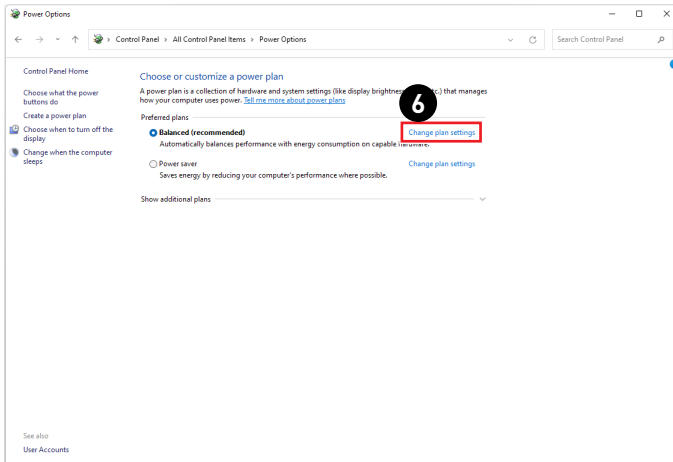 Power Options
Control Panel > All Control Panel Items > Power Options
Search Control Panel
Control Panel Home
Choose what the power
buttons do
Create a power plan
Choose when to turn off the
display
Change when the computer
sleeps
Choose or customize a power plan
A power plan is a collection of hardware and system settings (like display brightness, etc.) that manages
how your computer uses power. Tell me more about power plans
6
Preferred plans
Balanced (recommended)
Change plan settings
Automatically balances performance with energy consumption on capable hardware.
Power saver
Change plan settings
Saves energy by reducing your computer's performance where possible.
Show additional plans
See also
User Accounts